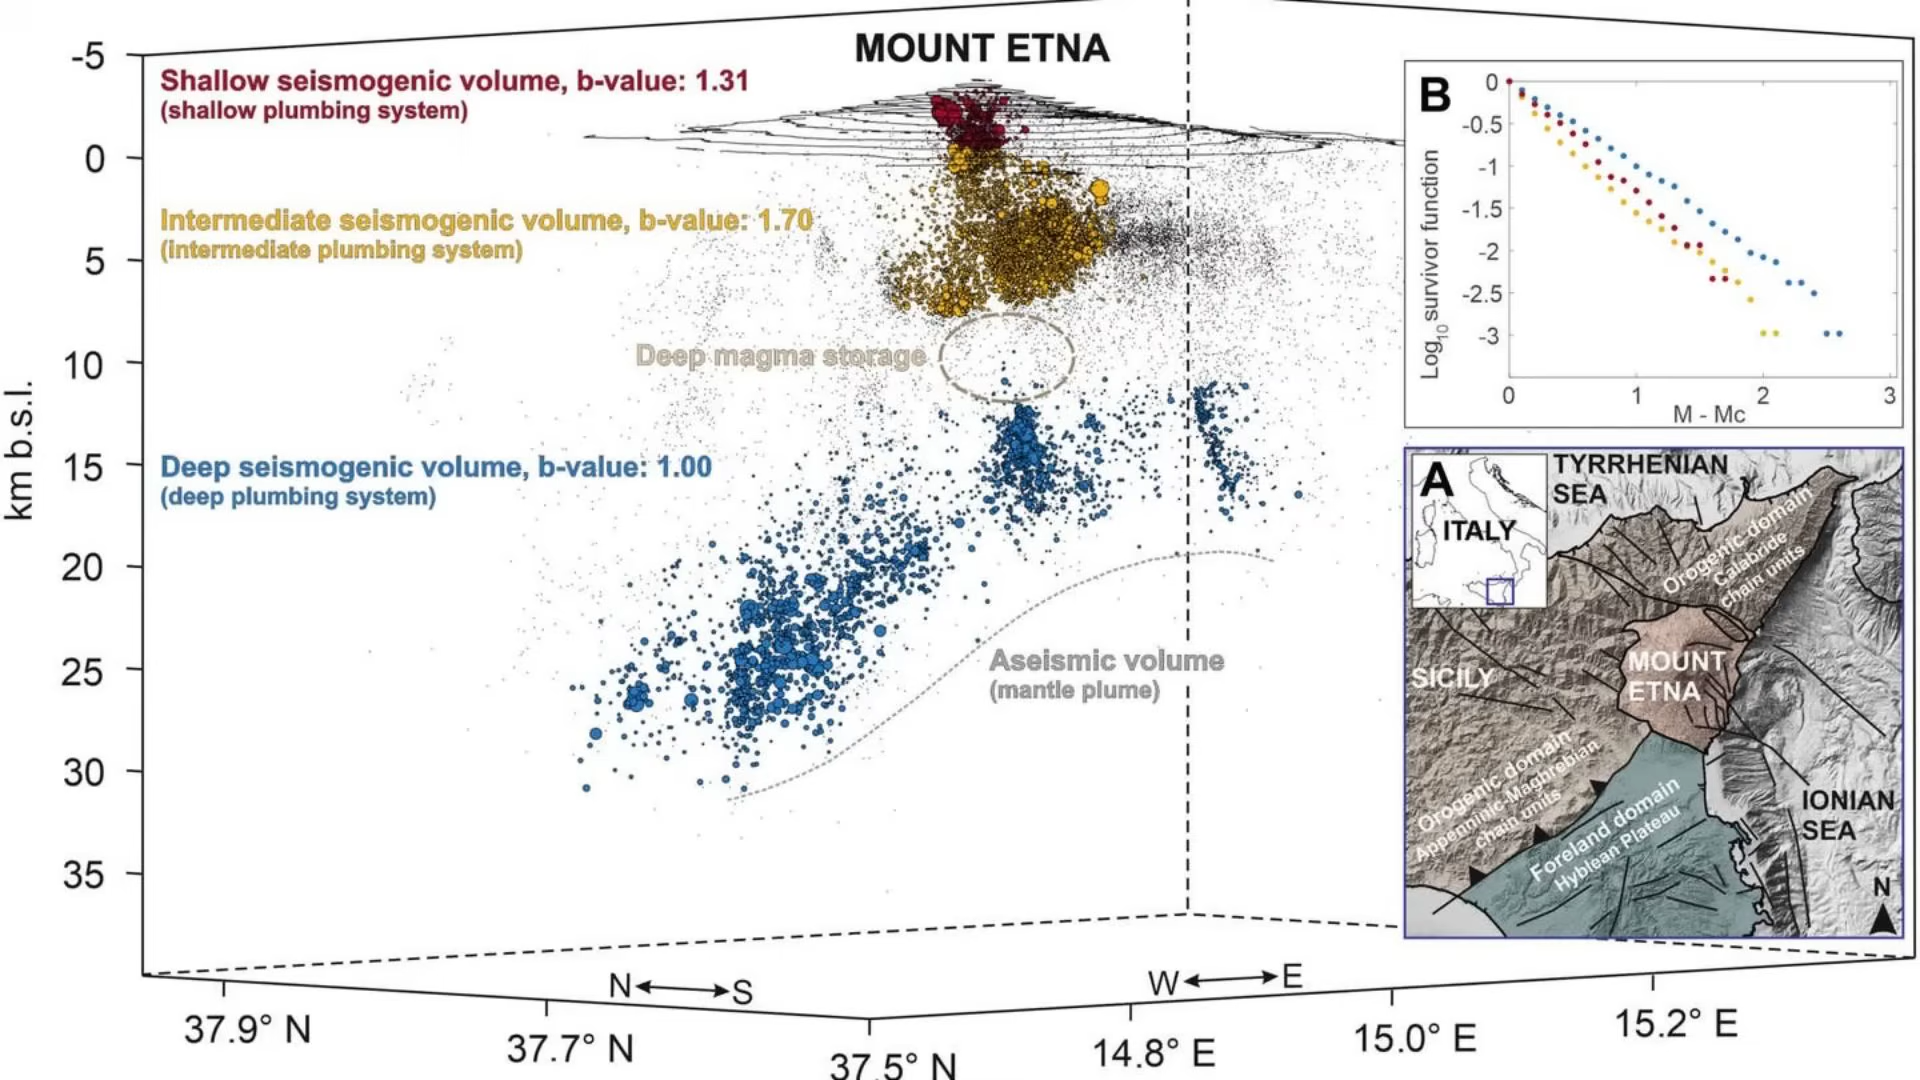 MOUNT ETNA
Shallow seismogenic volume, b-value: 1.31
(shallow plumbing system)
Intermediate seismogenic volume, b-value: 1.70
(intermediate plumbing system)
Deep magma storage
Deep seismogenic volume, b-value: 1.00
(deep plumbing system)
Aseismic volume
(mantle plume)
km b.s.l.
-5
0
5
10
15
20
25
30
35
N S
W E
37.9° N
37.7° N
37.5° N
14.8° E
15.0° E
15.2° E
B
Log10 survivor function
0
-0.5
-1
-1.5
-2
-2.5
-3
0
1
2
3
M - Mc
A
ITALY
TYRRHENIAN
SEA
Orogenic domain
Calabride
chain units
MOUNT
ETNA
SICILY
Orogenic domain
Appenninic-Maghrebian
chain units
Foreland domain
Hyblean Plateau
IONIAN
SEA
N